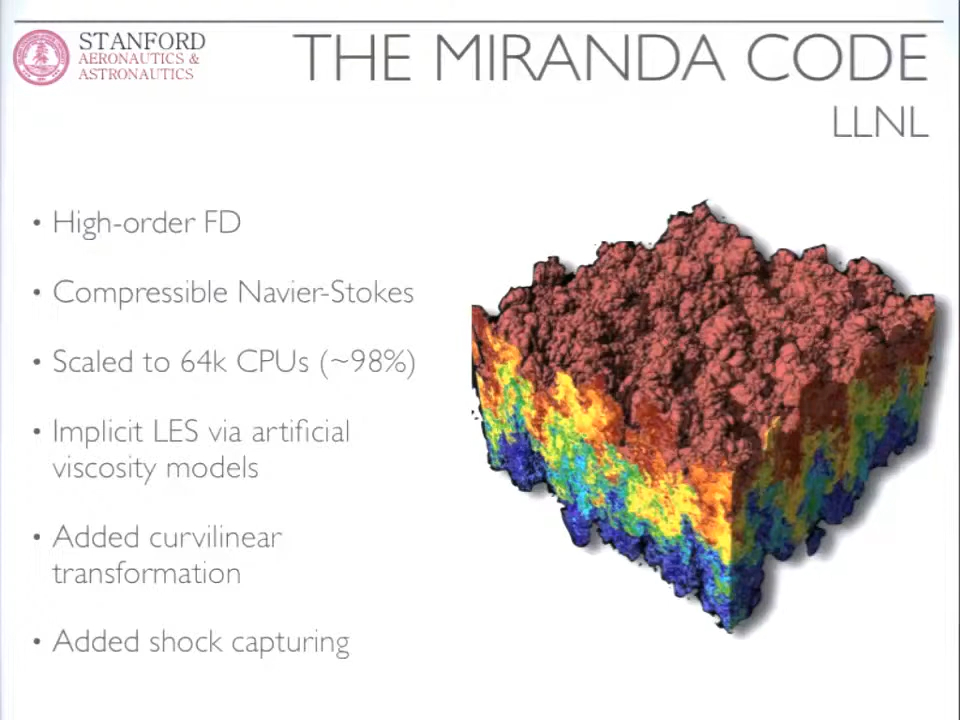 STANFORD
AERONAUTICS &
ASTRONAUTICS
THE MIRANDA CODE
LLNL
• High-order FD
• Compressible Navier-Stokes
• Scaled to 64k CPUs (~98%)
• Implicit LES via artificial
viscosity models
• Added curvilinear
transformation
• Added shock capturing